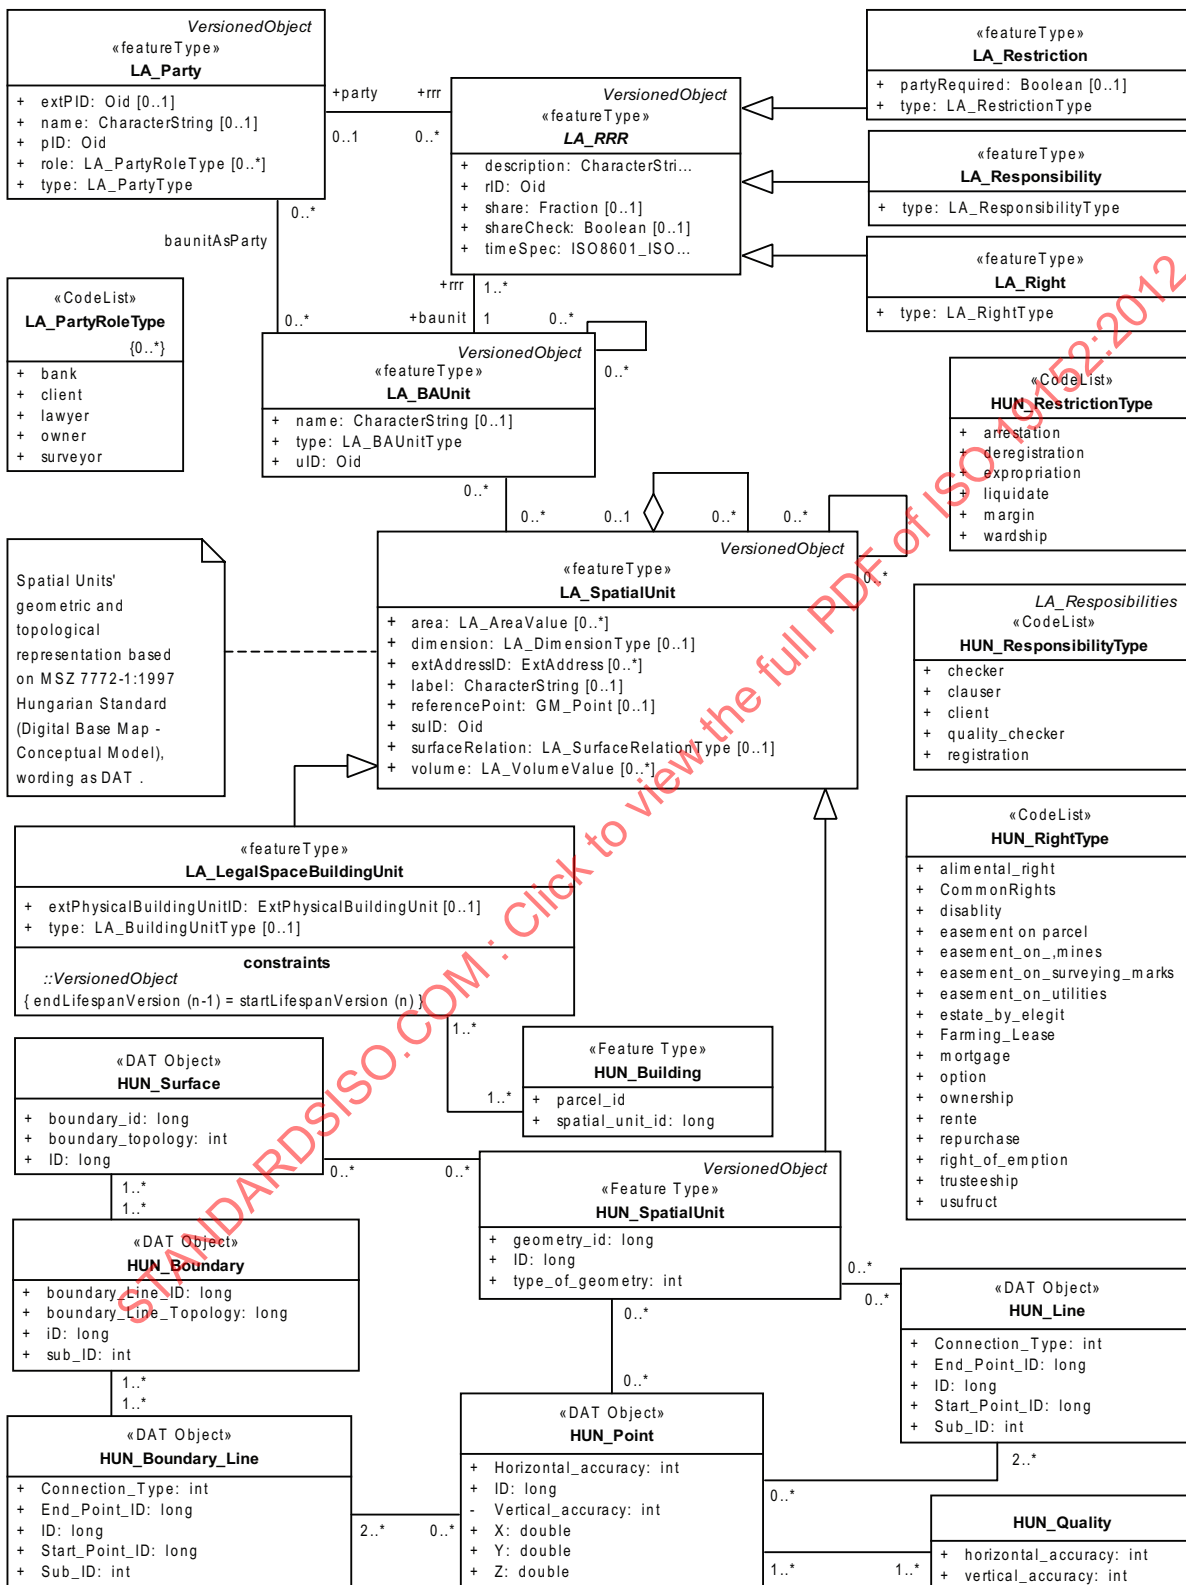 VersionedObject
«featureType»
LA_Party
+ extPID: Oid [0..1]
+ name: CharacterString [0..1]
+ pID: Oid
+ role: LA_PartyRoleType [0..*]
+ type: LA_PartyType
+party
+rrr
0..1
0..*
VersionedObject
«featureType»
LA_RRR
+ description: CharacterStri...
+ rID: Oid
+ share: Fraction [0..1]
+ shareCheck: Boolean [0..1]
+ timeSpec: ISO8601_ISO...
«featureType»
LA_Restriction
+ partyRequired: Boolean [0..1]
+ type: LA_RestrictionType
«featureType»
LA_Responsibility
+ type: LA_ResponsibilityType
«featureType»
LA_Right
+ type: LA_RightType
0..*
baunitAsParty
0..*
+rrr
1..*
+baunit
1
0..*
0..*
«CodeList»
LA_PartyRoleType
{0..*}
+ bank
+ client
+ lawyer
+ owner
+ surveyor
VersionedObject
«featureType»
LA_BAUnit
+ name: CharacterString [0..1]
+ type: LA_BAUnitType
+ uID: Oid
0..*
0..*
0..1
0..*
0..*
0..*
«CodeList»
HUN_RestrictionType
+ arrestation
+ deregistration
+ expropriation
+ liquidate
+ margin
+ wardship
Spatial Units'
geometric and
topological
representation based
on MSZ 7772-1:1997
Hungarian Standard
(Digital Base Map -
Conceptual Model),
wording as DAT .
VersionedObject
«featureType»
LA_SpatialUnit
+ area: LA_AreaValue [0..*]
+ dimension: LA_DimensionType [0..1]
+ extAddressID: ExtAddress [0..*]
+ label: CharacterString [0..1]
+ referencePoint: GM_Point [0..1]
+ suID: Oid
+ surfaceRelation: LA_SurfaceRelationType [0..1]
+ volume: LA_VolumeValue [0..*]
LA_Resposibilities
«CodeList»
HUN_ResponsibilityType
+ checker
+ clauser
+ client
+ quality_checker
+ registration
«CodeList»
HUN_RightType
+ alimental_right
+ CommonRights
+ disablity
+ easement on parcel
+ easement_on_,mines
+ easement_on_surveying_marks
+ easement_on_utilities
+ estate_by_elegit
+ Farming_Lease
+ mortgage
+ option
+ ownership
+ rente
+ repurchase
+ right_of_emption
+ trusteeship
+ usufruct
«featureType»
LA_LegalSpaceBuildingUnit
+ extPhysicalBuildingUnitID: ExtPhysicalBuildingUnit [0..1]
+ type: LA_BuildingUnitType [0..1]
constraints
::VersionedObject
{ endLifespanVersion (n-1) = startLifespanVersion (n) }
1..*
1..*
«Feature Type»
HUN_Building
+ parcel_id
+ spatial_unit_id: long
«DAT Object»
HUN_Surface
+ boundary_id: long
+ boundary_topology: int
+ ID: long
0..*
0..*
1..*
1..*
VersionedObject
«Feature Type»
HUN_SpatialUnit
+ geometry_id: long
+ ID: long
+ type_of_geometry: int
«DAT Object»
HUN_Boundary
+ boundary_Line_ID: long
+ boundary_Line_Topology: long
+ iD: long
+ sub_ID: int
0..*
0..*
«DAT Object»
HUN_Line
+ Connection_Type: int
+ End_Point_ID: long
+ ID: long
+ Start_Point_ID: long
+ Sub_ID: int
0..*
0..*
1..*
1..*
«DAT Object»
HUN_Boundary_Line
+ Connection_Type: int
+ End_Point_ID: long
+ ID: long
+ Start_Point_ID: long
+ Sub_ID: int
2..*
0..*
«DAT Object»
HUN_Point
+ Horizontal_accuracy: int
+ ID: long
- Vertical_accuracy: int
+ X: double
+ Y: double
+ Z: double
2..*
0..*
1..*
1..*
HUN_Quality
+ horizontal_accuracy: int
+ vertical_accuracy: int
STANDARDSISO.COM : Click to view the full PDF of ISO 19152:2012